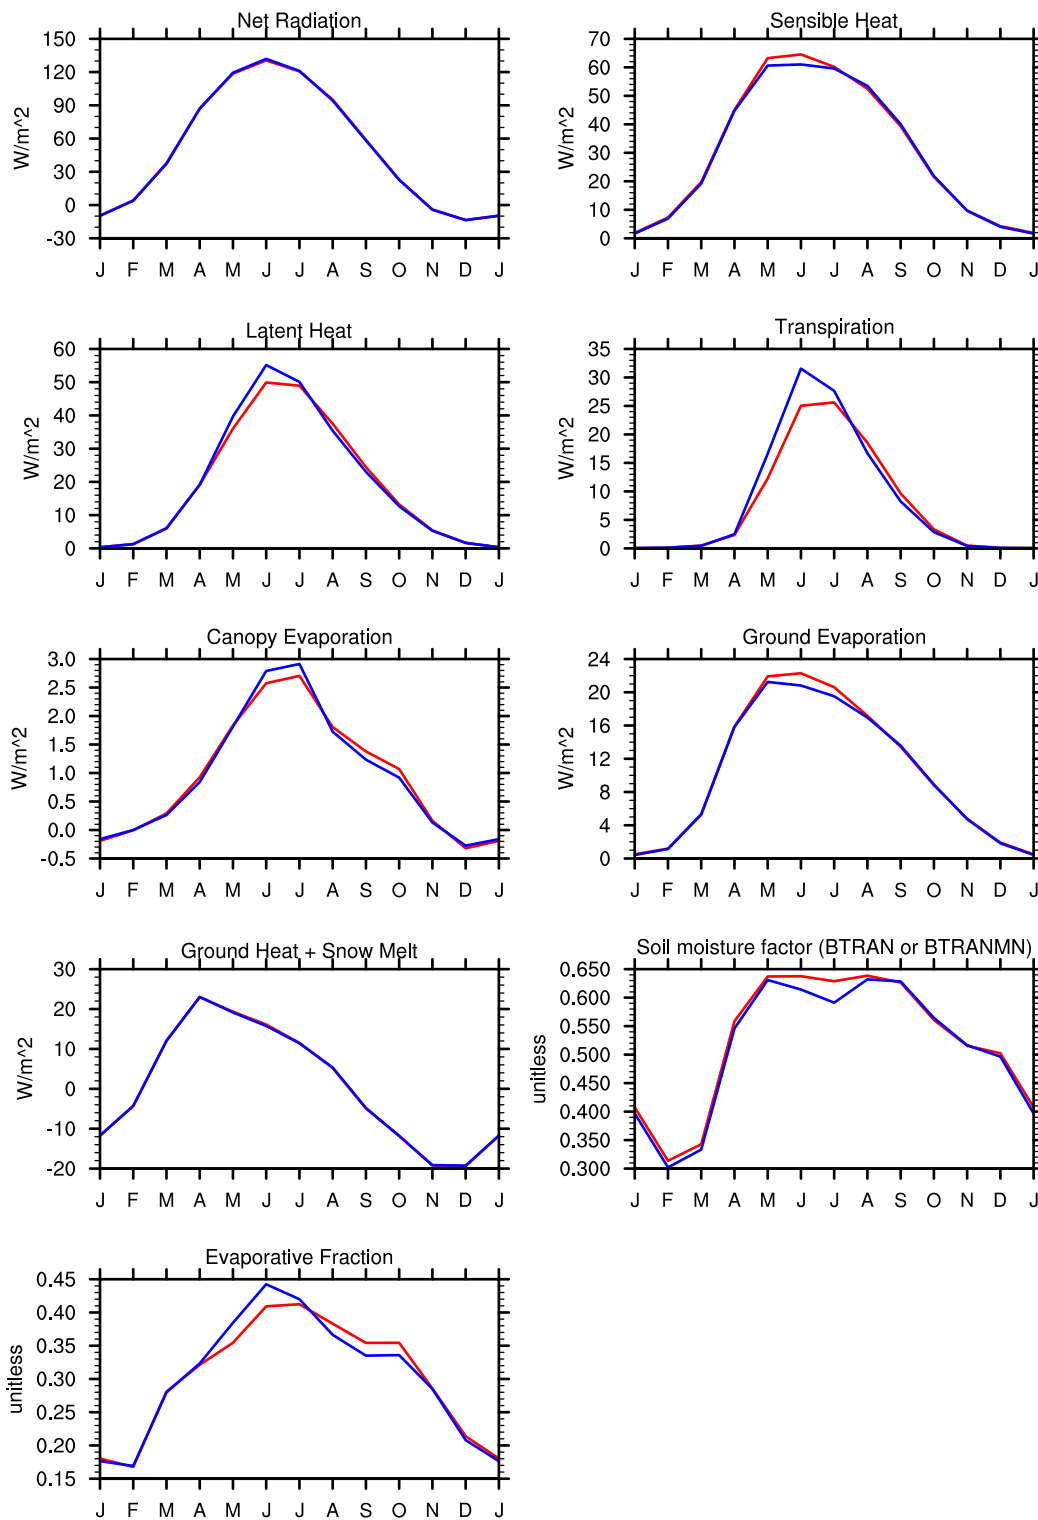 Net Radiation
150
120
90
60
30
0
-30
W/m^2
J F M A M J J A S O N D J
Sensible Heat
70
60
50
40
30
20
10
0
W/m^2
J F M A M J J A S O N D J
Latent Heat
60
50
40
30
20
10
0
W/m^2
J F M A M J J A S O N D J
Transpiration
35
30
25
20
15
10
5
0
W/m^2
J F M A M J J A S O N D J
Canopy Evaporation
3.0
2.5
2.0
1.5
1.0
0.5
0.0
-0.5
W/m^2
J F M A M J J A S O N D J
Ground Evaporation
24
20
16
12
8
4
0
W/m^2
J F M A M J J A S O N D J
Ground Heat + Snow Melt
30
20
10
0
-10
-20
W/m^2
J F M A M J J A S O N D J
Soil moisture factor (BTRAN or BTRANMN)
0.650
0.600
0.550
0.500
0.450
0.400
0.350
0.300
unitless
J F M A M J J A S O N D J
Evaporative Fraction
0.45
0.40
0.35
0.30
0.25
0.20
0.15
unitless
J F M A M J J A S O N D J